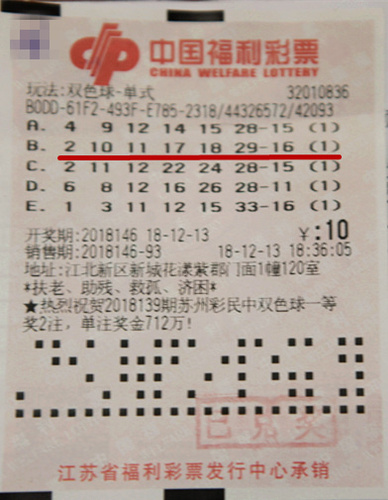 中国福利彩票
CHINA WELFARE LOTTERY
玩法:双色球-单式 32010836
B0DD-61F2-493F-E785-2318/44326572/42093
A. 4 9 12 14 15 28-15 (1)
B. 2 10 11 17 18 29-16 (1)
C. 2 11 12 22 24 28-15 (1)
D. 6 8 12 16 26 28-11 (1)
E. 1 3 11 12 15 33-16 (1)
开奖期:2018146 18-12-13 ¥:10
销售期:2018146-93 18-12-13 18:36:05
地址:江北新区新城花漾紫郡门面1幢120室
*扶老、助残、救孤、济困*
★热烈祝贺2018139期苏州彩民中双色球一等
奖2注，单注奖金712万!
已兑奖
江苏省福利彩票发行中心承销